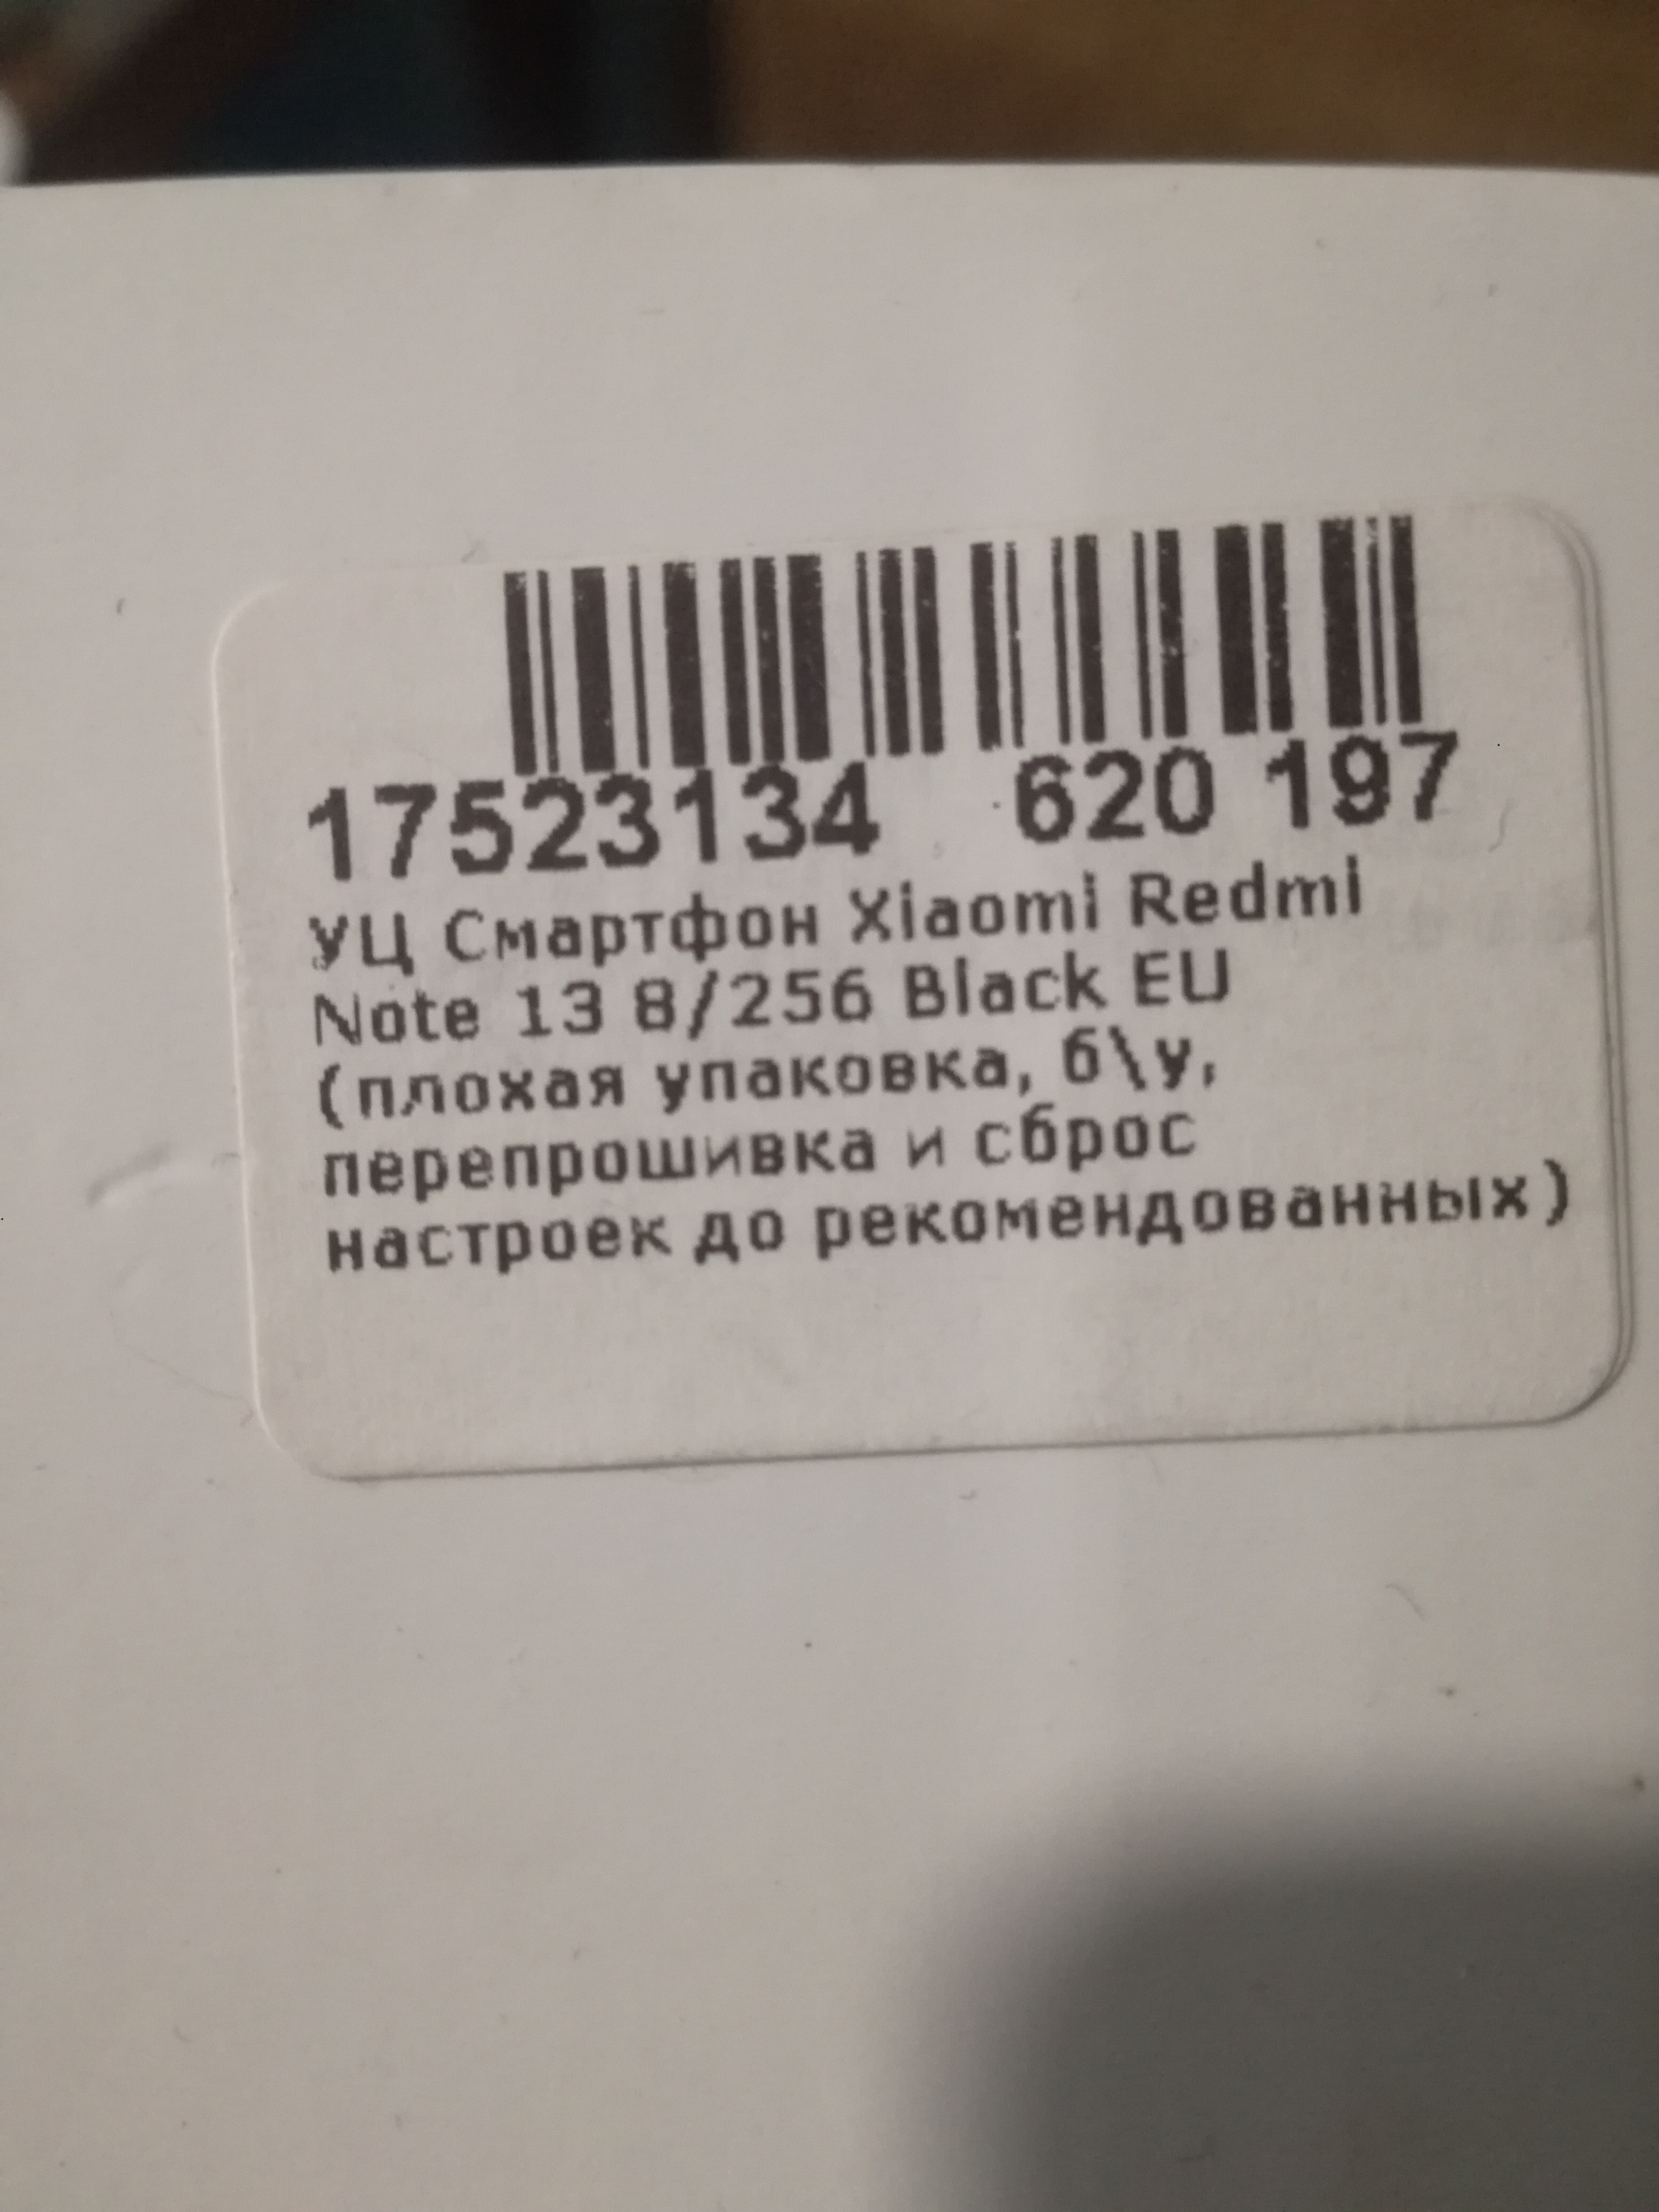 17523134 620 197
УЦ Смартфон Xiaomi Redmi
Note 13 8/256 Black EU
(плохая упаковка, б\у,
перепрошивка и сброс
настроек до рекомендованных)